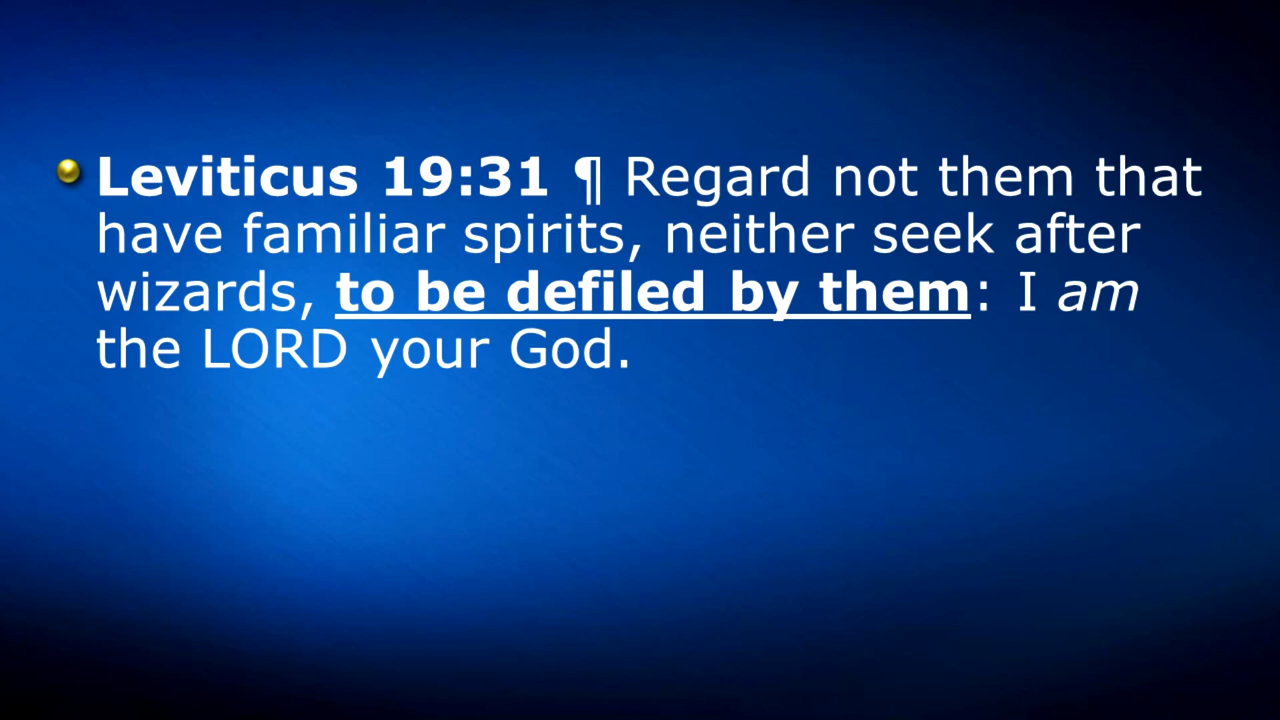 Leviticus 19:31 ¶ Regard not them that
have familiar spirits, neither seek after
wizards, to be defiled by them: I am
the LORD your God.